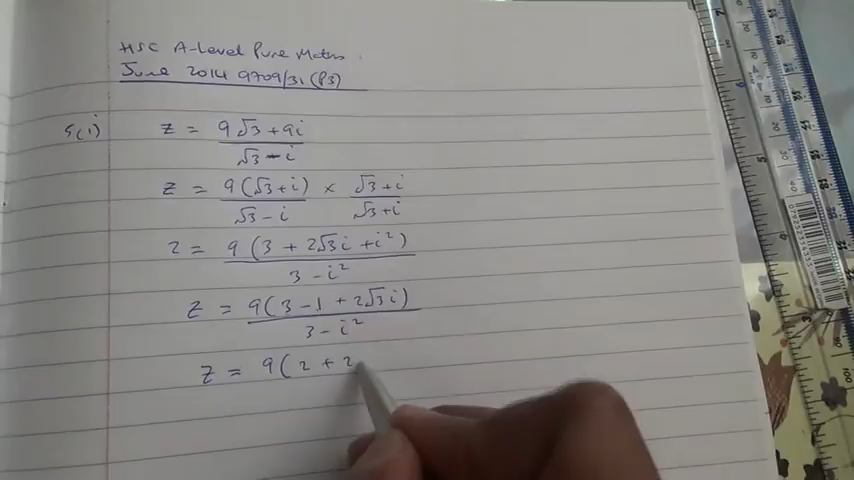 HSC A-Level Pure Maths
June 2014 9709/31 (P3)
5(i) z = 9√3+9i / √3-i
z = 9(√3+i) / √3-i × √3+i / √3+i
z = 9(3 + 2√3i + i²) / 3-i²
z = 9(3-1+2√3i) / 3-i²
z = 9(2+2